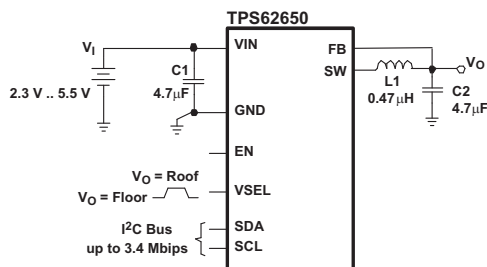 TPS62650
V_I
VIN
FB
V_O
C1
4.7μF
SW
L1
0.47μH
C2
4.7μF
2.3 V .. 5.5 V
GND
EN
V_O = Roof
V_O = Floor
VSEL
I²C Bus
up to 3.4 Mbips
SDA
SCL